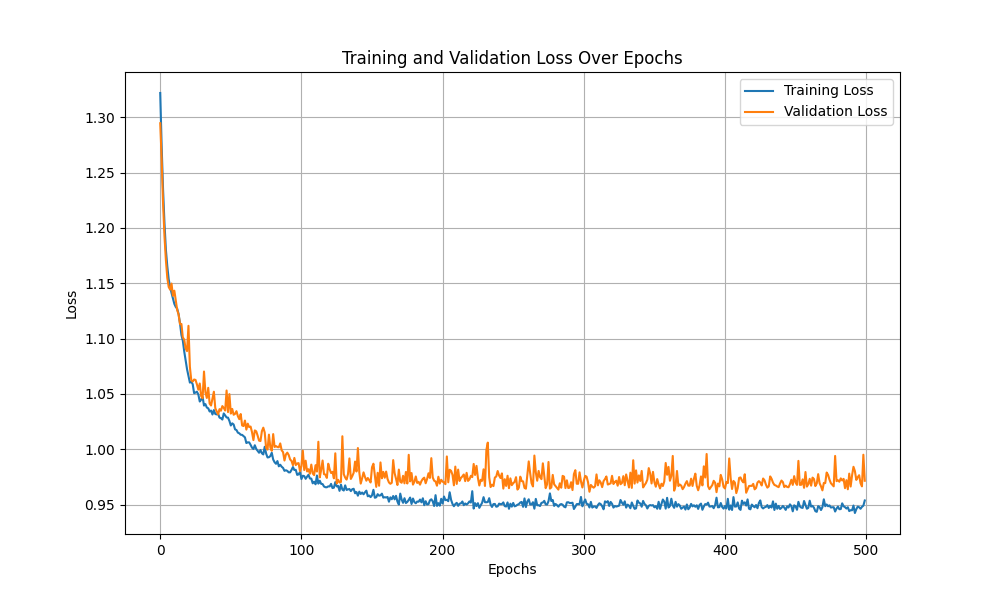 Training and Validation Loss Over Epochs
Training Loss
Validation Loss
1.30
1.25
1.20
1.15
1.10
1.05
1.00
0.95
Loss
0 100 200 300 400 500
Epochs